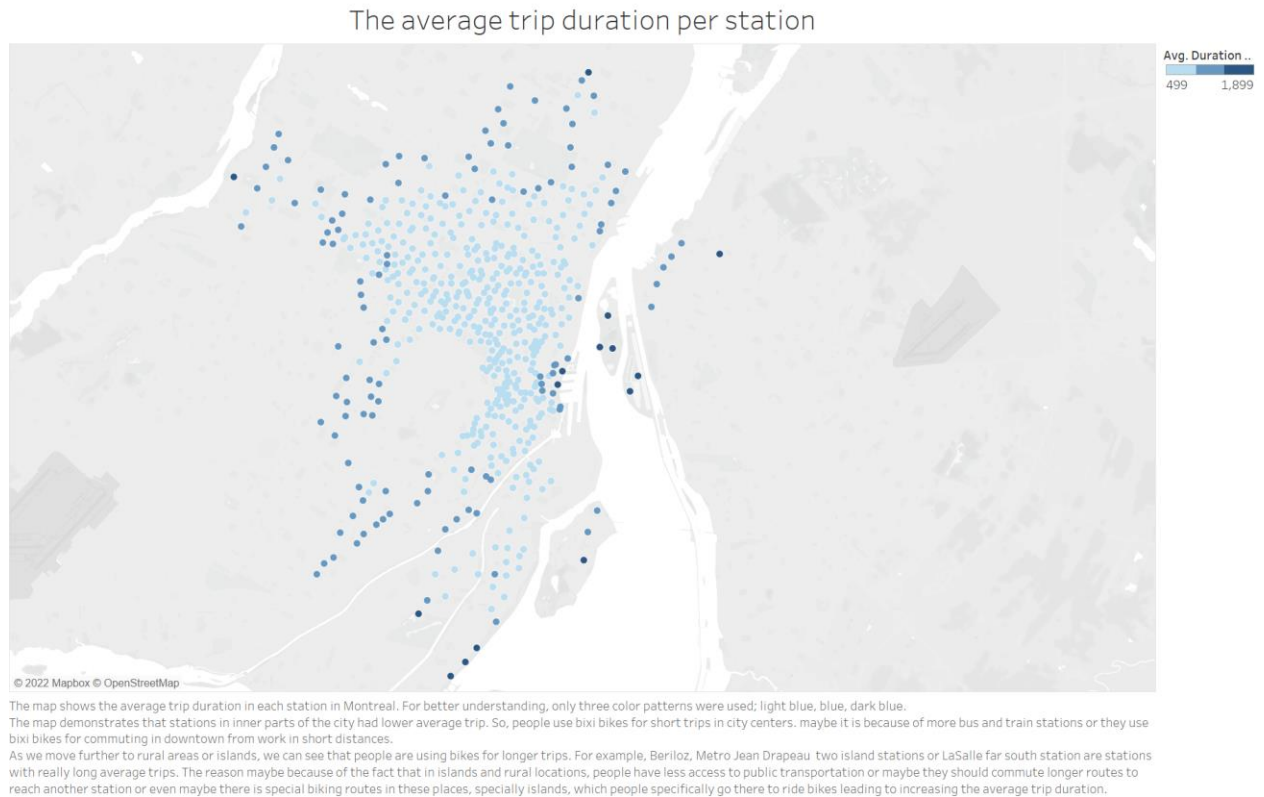 The average trip duration per station
Avg. Duration ..
499 1,899
© 2022 Mapbox © OpenStreetMap
The map shows the average trip duration in each station in Montreal. For better understanding, only three color patterns were used; light blue, blue, dark blue.
The map demonstrates that stations in inner parts of the city had lower average trip. So, people use bixi bikes for short trips in city centers. maybe it is because of more bus and train stations or they use
bixi bikes for commuting in downtown from work in short distances.
As we move further to rural areas or islands, we can see that people are using bikes for longer trips. For example, Beriloz, Metro Jean Drapeau two island stations or LaSalle far south station are stations
with really long average trips. The reason maybe because of the fact that in islands and rural locations, people have less access to public transportation or maybe they should commute longer routes to
reach another station or even maybe there is special biking routes in these places, specially islands, which people specifically go there to ride bikes leading to increasing the average trip duration.